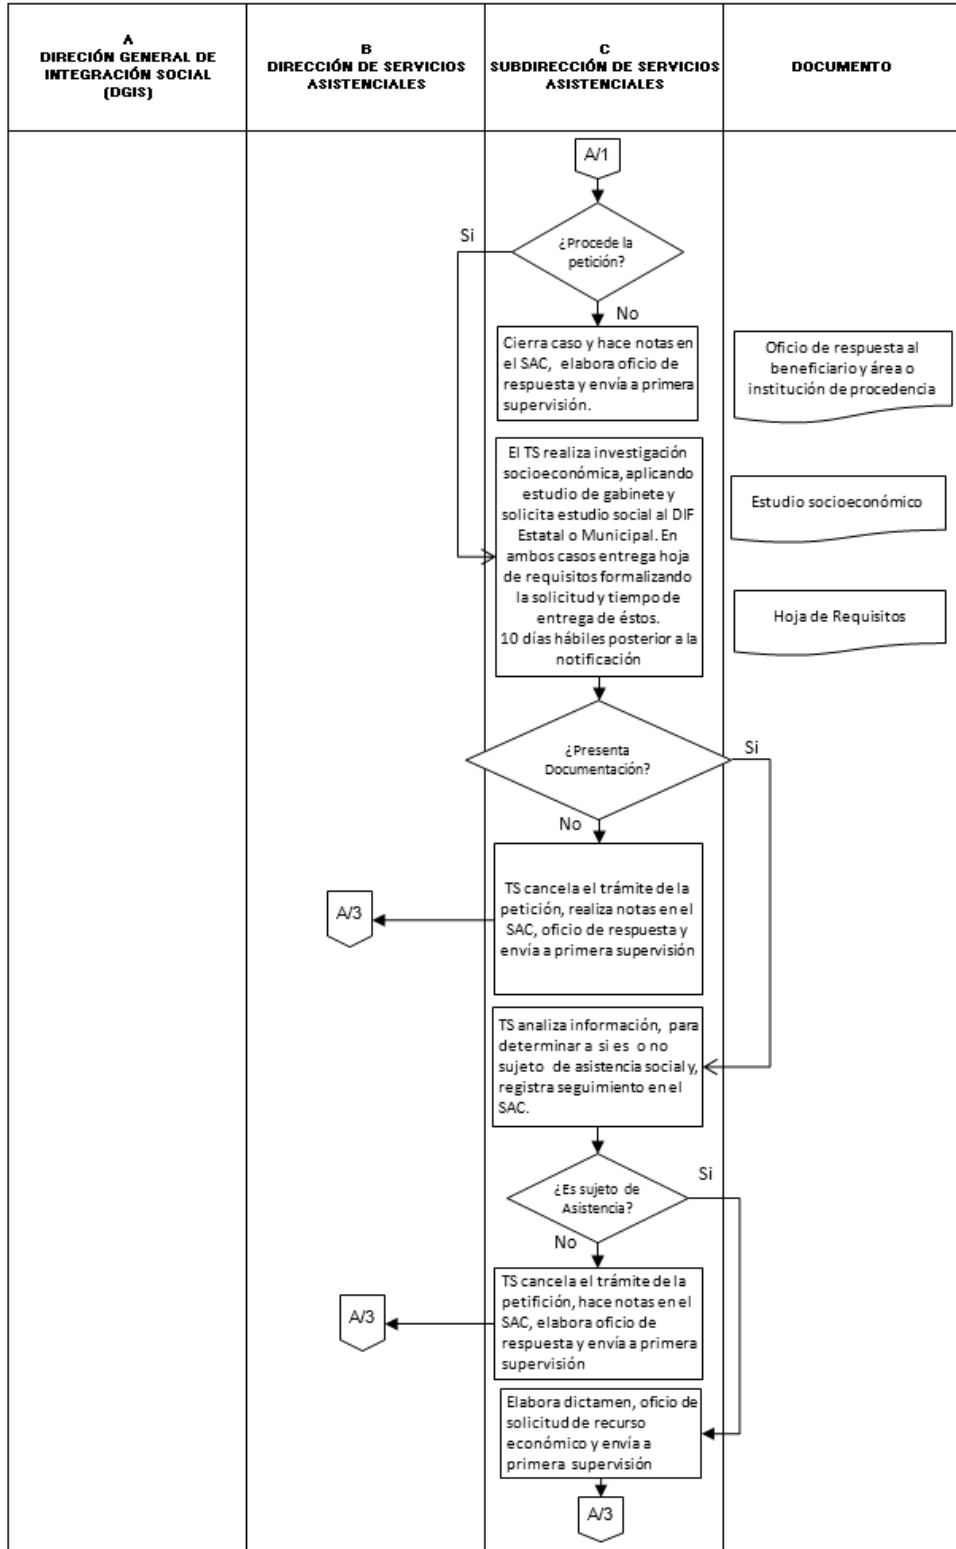 A
DIRECIÓN GENERAL DE
INTEGRACIÓN SOCIAL
(DGIS)
B
DIRECCIÓN DE SERVICIOS
ASISTENCIALES
C
SUBDIRECCIÓN DE SERVICIOS
ASISTENCIALES
DOCUMENTO
A/1
¿Procede la
petición?
Si
No
Cierra caso y hace notas en
el SAC, elabora oficio de
respuesta y envía a primera
supervisión.
Oficio de respuesta al
beneficiario y área o
institución de procedencia
El TS realiza investigación
socioeconómica, aplicando
estudio de gabinete y
solicita estudio social al DIF
Estatal o Municipal. En
ambos casos entrega hoja
de requisitos formalizando
la solicitud y tiempo de
entrega de éstos.
10 días hábiles posterior a la
notificación
Estudio socioeconómico
Hoja de Requisitos
¿Presenta
Documentación?
Si
No
TS cancela el trámite de la
petición, realiza notas en el
SAC, oficio de respuesta y
envía a primera supervisión
A/3
TS analiza información, para
determinar a si es o no
sujeto de asistencia social y,
registra seguimiento en el
SAC.
¿Es sujeto de
Asistencia?
Si
No
TS cancela el trámite de la
petifición, hace notas en el
SAC, elabora oficio de
respuesta y envía a primera
supervisión
A/3
Elabora dictamen, oficio de
solicitud de recurso
económico y envía a
primera supervisión
A/3